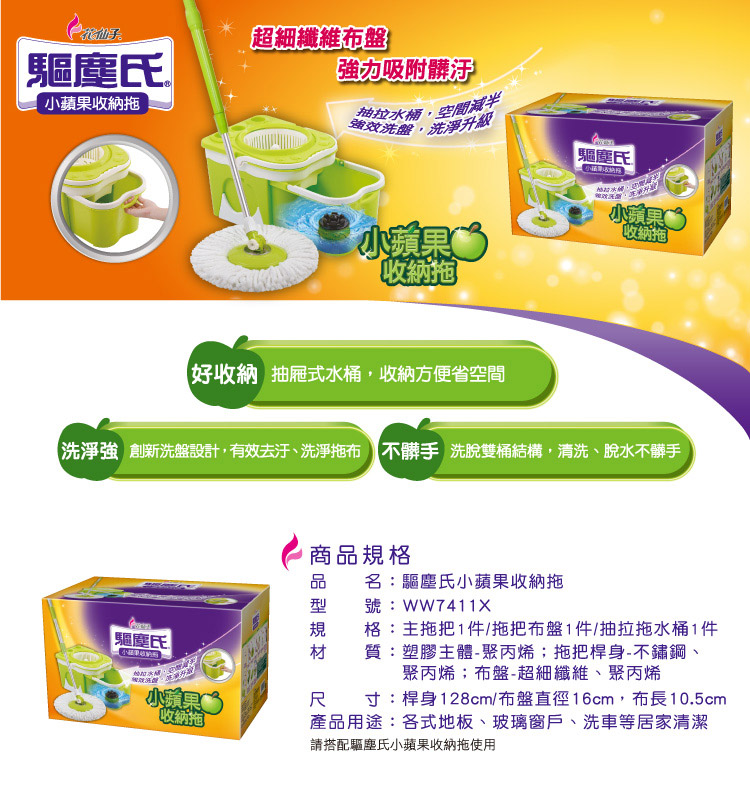 花仙子
驅塵氏®
小蘋果收納拖
超細纖維布盤
強力吸附髒汙
抽拉水桶，空間減半
強效洗盤，洗淨升級
小蘋果
收納拖
花仙子
驅塵氏
小蘋果收納拖
抽拉水桶，空間減半
強效洗盤，洗淨升級
小蘋果
收納拖
好收納 抽屜式水桶，收納方便省空間
洗淨強 創新洗盤設計，有效去汙、洗淨拖布
不髒手 洗脫雙桶結構，清洗、脫水不髒手
商品規格
品　　名：驅塵氏小蘋果收納拖
型　　號：WW7411X
規　　格：主拖把1件/拖把布盤1件/抽拉拖水桶1件
材　　質：塑膠主體-聚丙烯；拖把桿身-不鏽鋼、
聚丙烯；布盤-超細纖維、聚丙烯
尺　　寸：桿身128cm/布盤直徑16cm，布長10.5cm
產品用途：各式地板、玻璃窗戶、洗車等居家清潔
請搭配驅塵氏小蘋果收納拖使用
花仙子
驅塵氏
小蘋果收納拖
抽拉水桶，空間減半
強效洗盤，洗淨升級
小蘋果
收納拖